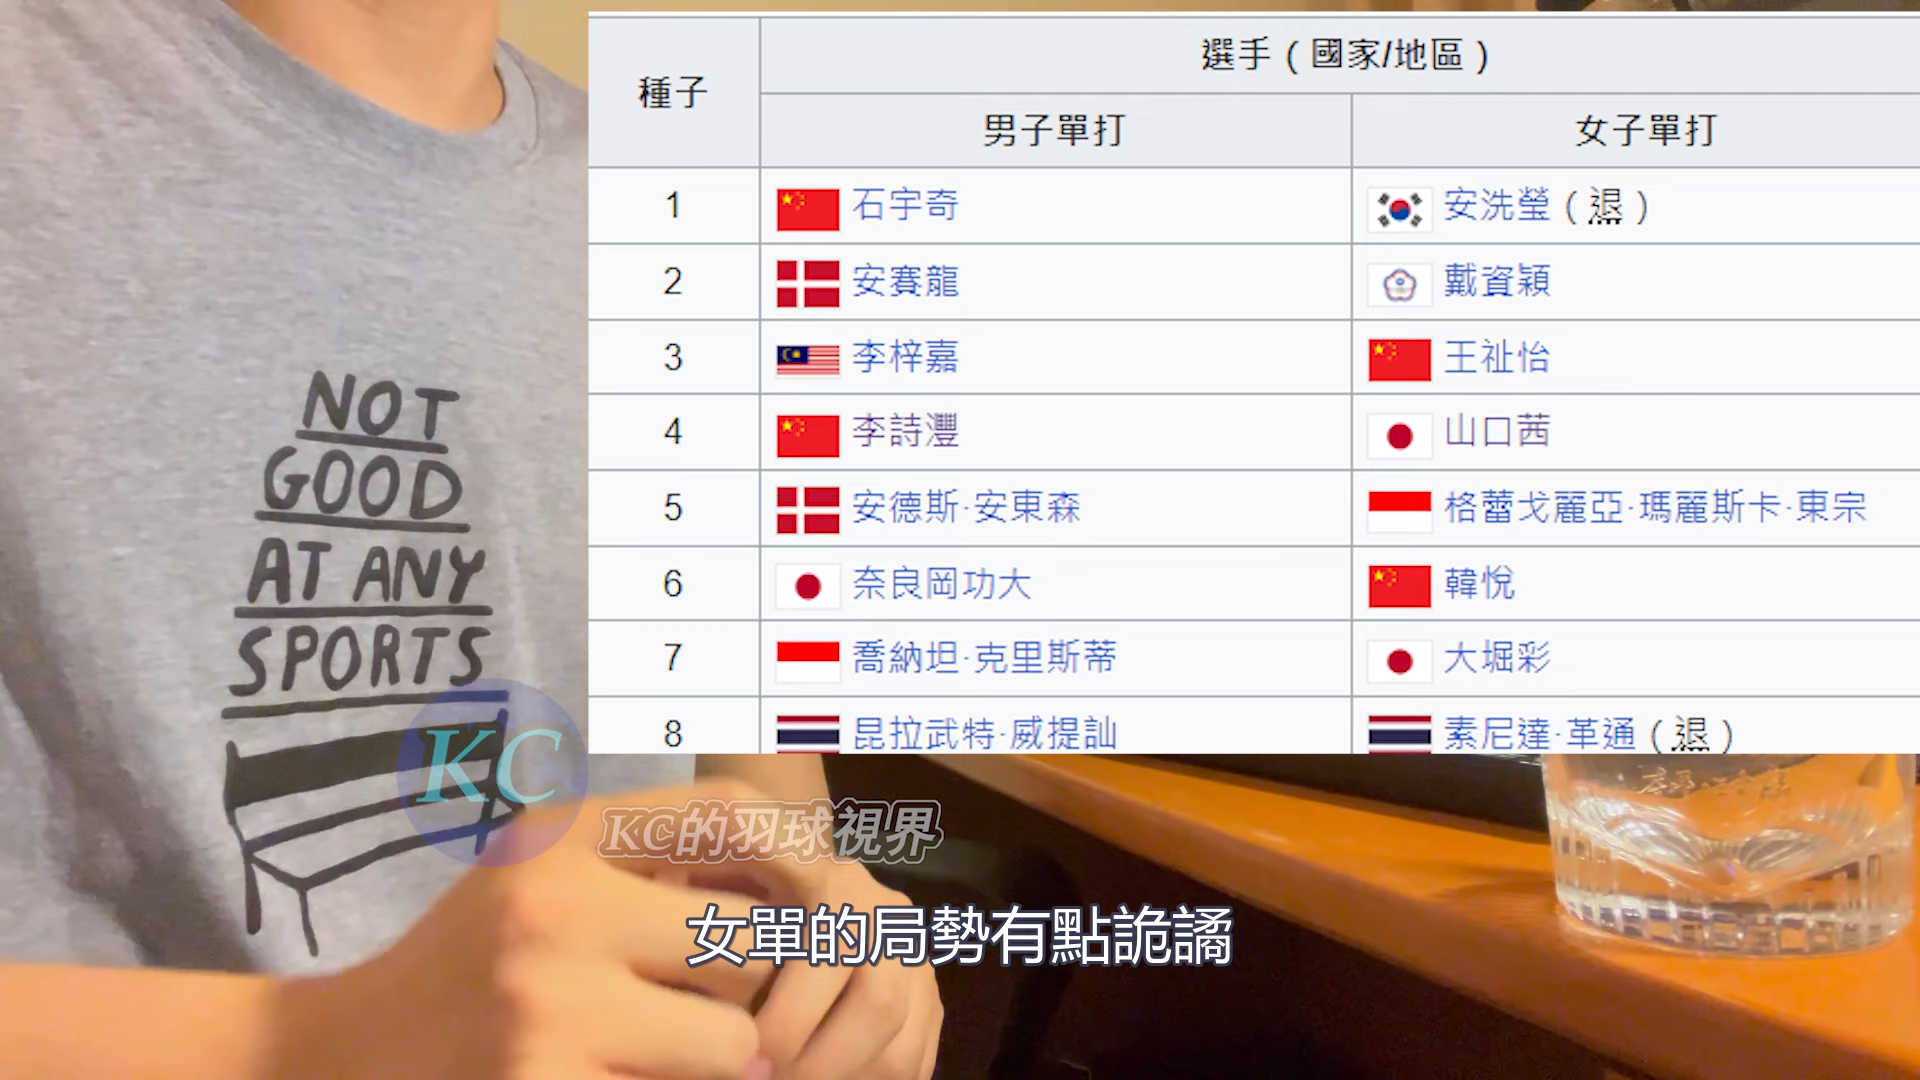 種子
選手（國家/地區）
男子單打
女子單打
1
石宇奇
安洗瑩（退）
2
安賽龍
戴資穎
3
李梓嘉
王祉怡
4
李詩灃
山口茜
5
安德斯·安東森
格蕾戈麗亞·瑪麗斯卡·東宗
6
奈良岡功大
韓悅
7
喬納坦·克里斯蒂
大堀彩
8
昆拉武特·威提訕
素尼達·革通（退）
NOT
GOOD
AT ANY
SPORTS
KC
KC的羽球視界
女單的局勢有點詭譎